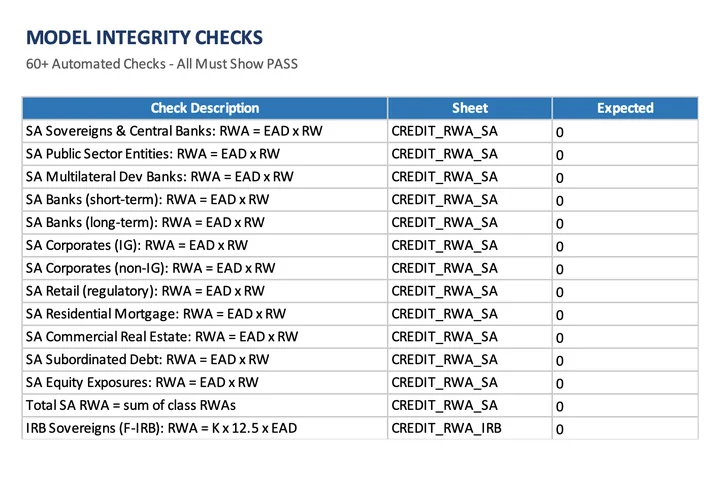 MODEL INTEGRITY CHECKS
60+ Automated Checks - All Must Show PASS
Check Description Sheet Expected
SA Sovereigns & Central Banks: RWA = EAD x RW CREDIT_RWA_SA 0
SA Public Sector Entities: RWA = EAD x RW CREDIT_RWA_SA 0
SA Multilateral Dev Banks: RWA = EAD x RW CREDIT_RWA_SA 0
SA Banks (short-term): RWA = EAD x RW CREDIT_RWA_SA 0
SA Banks (long-term): RWA = EAD x RW CREDIT_RWA_SA 0
SA Corporates (IG): RWA = EAD x RW CREDIT_RWA_SA 0
SA Corporates (non-IG): RWA = EAD x RW CREDIT_RWA_SA 0
SA Retail (regulatory): RWA = EAD x RW CREDIT_RWA_SA 0
SA Residential Mortgage: RWA = EAD x RW CREDIT_RWA_SA 0
SA Commercial Real Estate: RWA = EAD x RW CREDIT_RWA_SA 0
SA Subordinated Debt: RWA = EAD x RW CREDIT_RWA_SA 0
SA Equity Exposures: RWA = EAD x RW CREDIT_RWA_SA 0
Total SA RWA = sum of class RWAs CREDIT_RWA_SA 0
IRB Sovereigns (F-IRB): RWA = K x 12.5 x EAD CREDIT_RWA_IRB 0